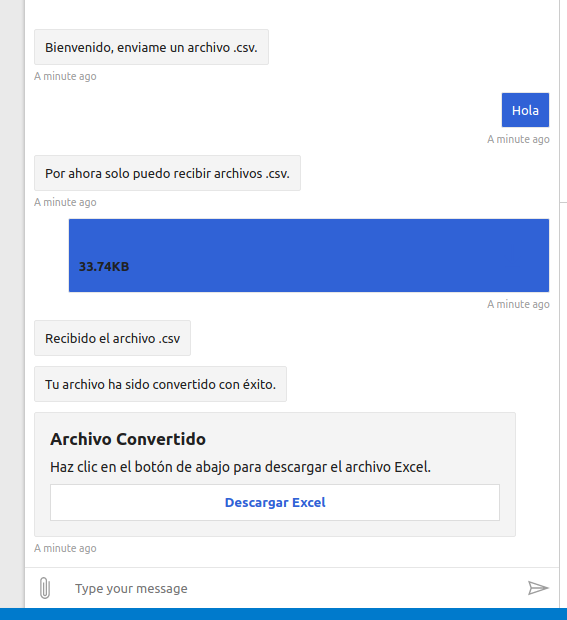 Bienvenido, enviame un archivo .csv.
A minute ago
Hola
A minute ago
Por ahora solo puedo recibir archivos .csv.
A minute ago
33.74KB
A minute ago
Recibido el archivo .csv
Tu archivo ha sido convertido con éxito.
Archivo Convertido
Haz clic en el botón de abajo para descargar el archivo Excel.
Descargar Excel
A minute ago
Type your message